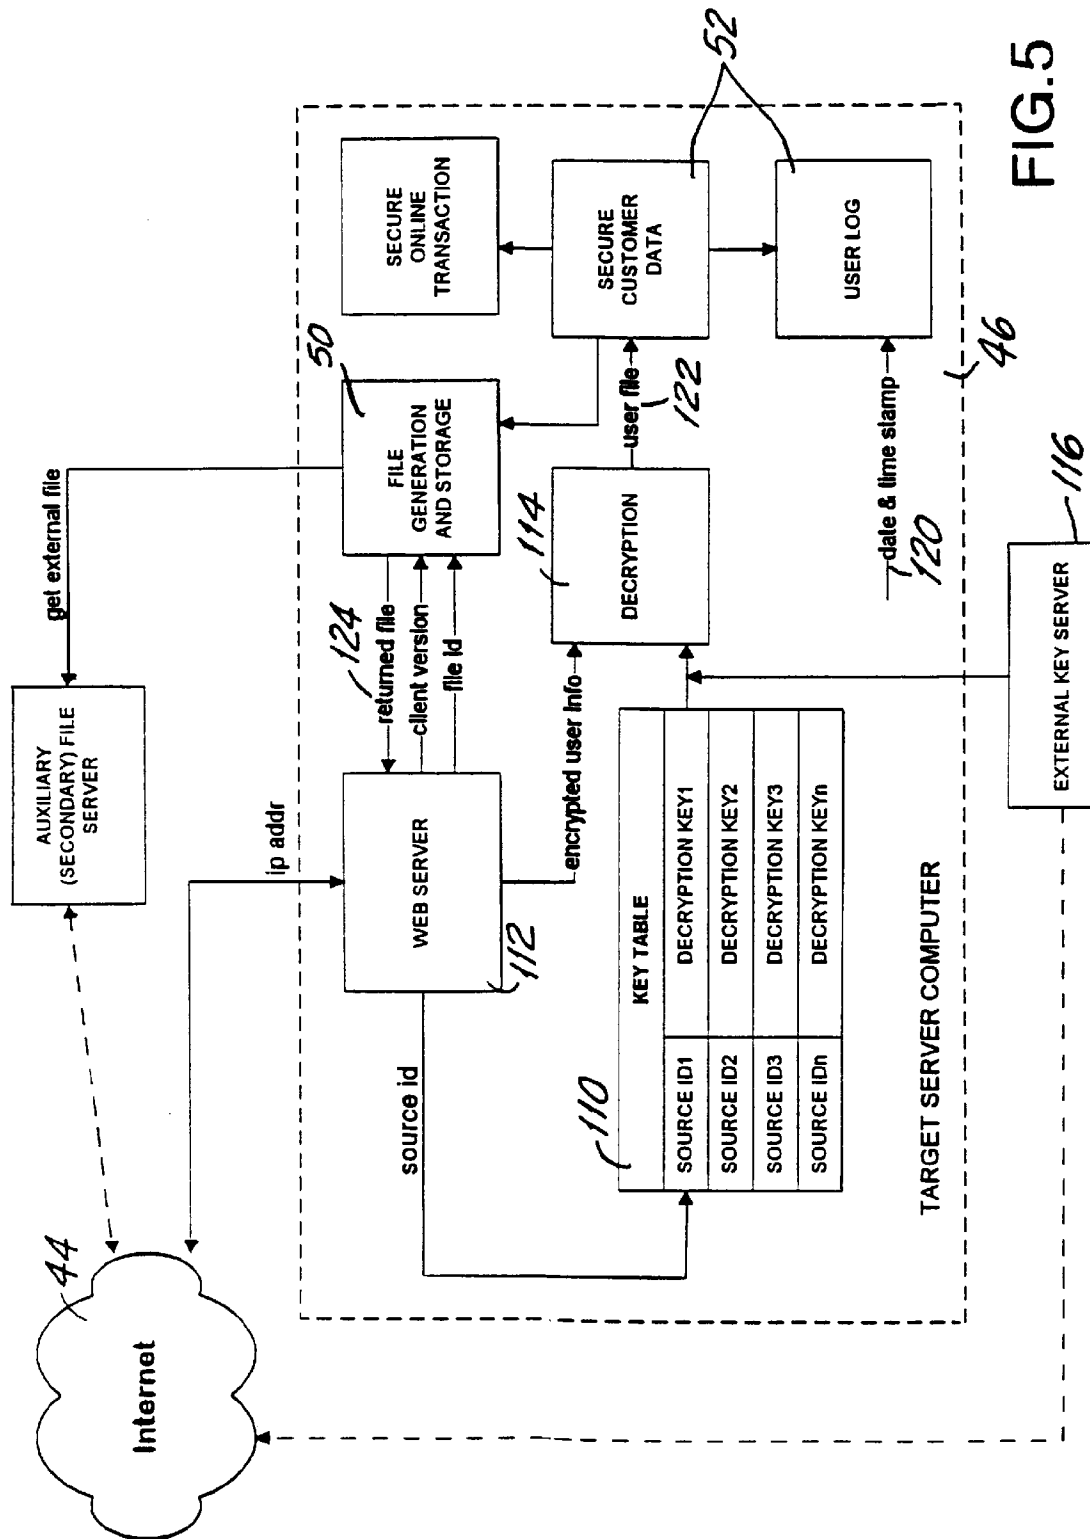 44
Internet
AUXILIARY
(SECONDARY) FILE
SERVER
get external file
ip addr
WEB SERVER
112
124
returned file
client version
file id
50
FILE
GENERATION
AND STORAGE
SECURE
ONLINE
TRANSACTION
source id
encrypted user info
114
DECRYPTION
user file
122
SECURE
CUSTOMER
DATA
52
110
KEY TABLE
SOURCE ID1 DECRYPTION KEY1
SOURCE ID2 DECRYPTION KEY2
SOURCE ID3 DECRYPTION KEY3
SOURCE IDn DECRYPTION KEYn
date & time stamp
120
USER LOG
TARGET SERVER COMPUTER
46
EXTERNAL KEY SERVER
116
FIG.5